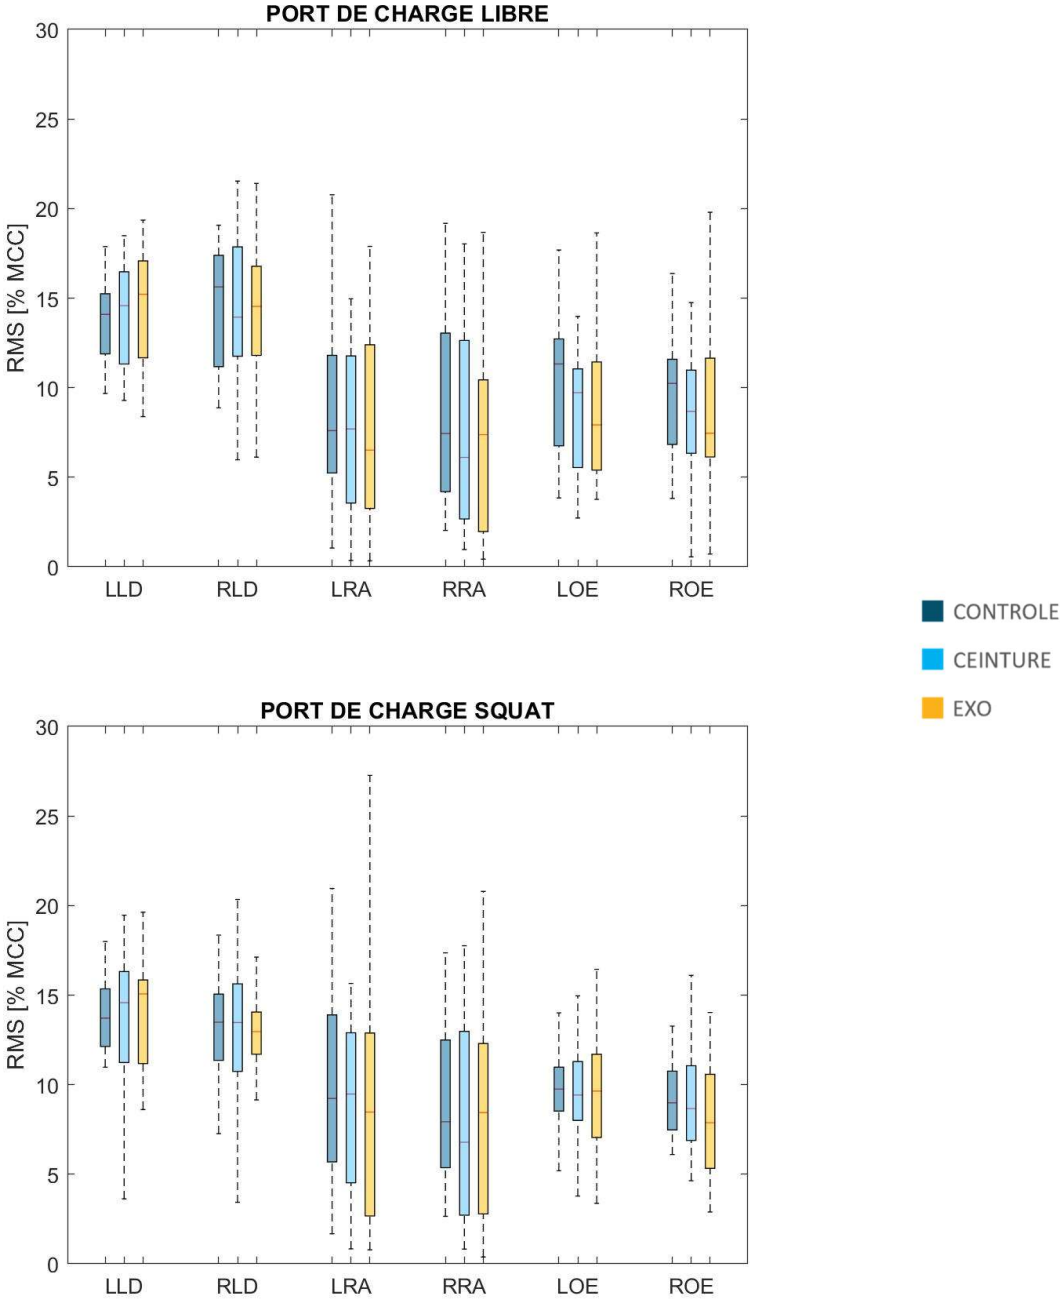 PORT DE CHARGE LIBRE
30
25
20
15
10
5
0
RMS [% MCC]
LLD RLD LRA RRA LOE ROE
CONTROLE
CEINTURE
EXO
PORT DE CHARGE SQUAT
30
25
20
15
10
5
0
RMS [% MCC]
LLD RLD LRA RRA LOE ROE